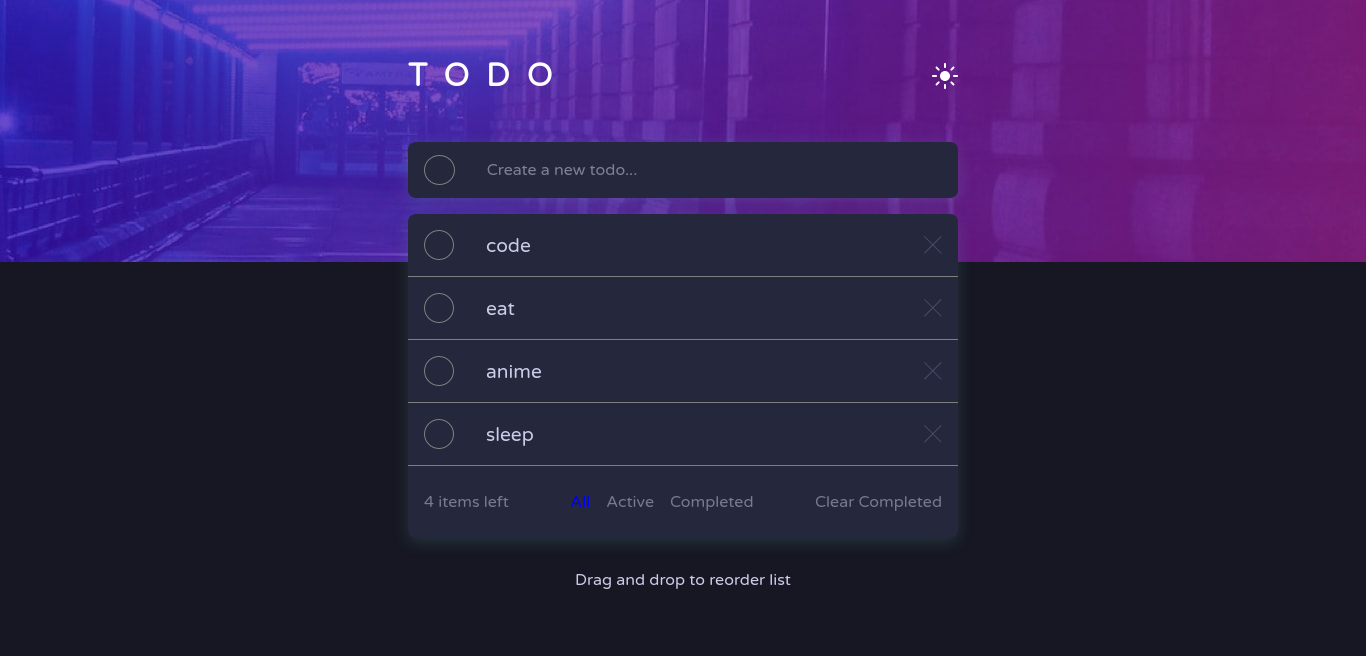 TODO
Create a new todo...
code
eat
anime
sleep
4 items left All Active Completed Clear Completed
Drag and drop to reorder list